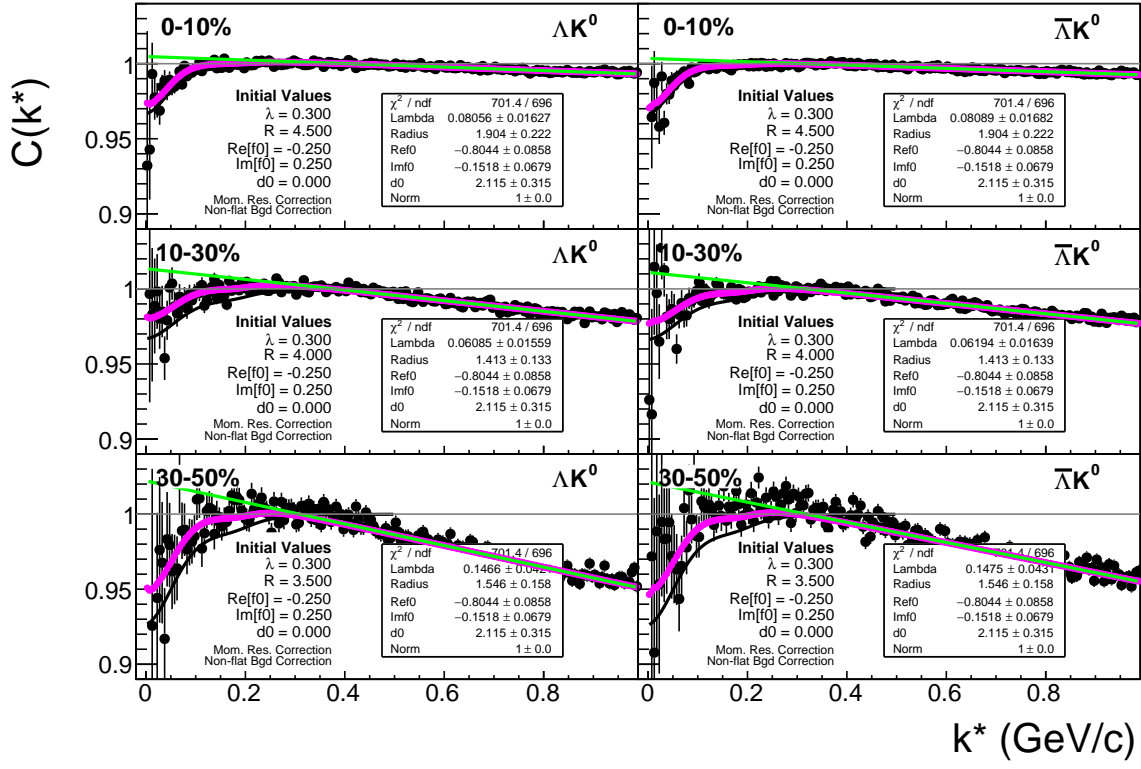 C(k*)
0-10%
ΛK⁰
1
0.95
0.9
Initial Values
λ = 0.300
R = 4.500
Re[f0] = -0.250
Im[f0] = 0.250
d0 = 0.000
Mom. Res. Correction
Non-flat Bgd Correction
χ² / ndf 701.4 / 696
Lambda 0.08056 ± 0.01627
Radius 1.904 ± 0.222
Ref0 −0.8044 ± 0.0858
Imf0 −0.1518 ± 0.0679
d0 2.115 ± 0.315
Norm 1 ± 0.0
0-10%
Λ̅K⁰
Initial Values
λ = 0.300
R = 4.500
Re[f0] = -0.250
Im[f0] = 0.250
d0 = 0.000
Mom. Res. Correction
Non-flat Bgd Correction
χ² / ndf 701.4 / 696
Lambda 0.08089 ± 0.01682
Radius 1.904 ± 0.222
Ref0 −0.8044 ± 0.0858
Imf0 −0.1518 ± 0.0679
d0 2.115 ± 0.315
Norm 1 ± 0.0
10-30%
ΛK⁰
1
0.95
0.9
Initial Values
λ = 0.300
R = 4.000
Re[f0] = -0.250
Im[f0] = 0.250
d0 = 0.000
Mom. Res. Correction
Non-flat Bgd Correction
χ² / ndf 701.4 / 696
Lambda 0.06085 ± 0.01559
Radius 1.413 ± 0.133
Ref0 −0.8044 ± 0.0858
Imf0 −0.1518 ± 0.0679
d0 2.115 ± 0.315
Norm 1 ± 0.0
10-30%
Λ̅K⁰
Initial Values
λ = 0.300
R = 4.000
Re[f0] = -0.250
Im[f0] = 0.250
d0 = 0.000
Mom. Res. Correction
Non-flat Bgd Correction
χ² / ndf 701.4 / 696
Lambda 0.06194 ± 0.01639
Radius 1.413 ± 0.133
Ref0 −0.8044 ± 0.0858
Imf0 −0.1518 ± 0.0679
d0 2.115 ± 0.315
Norm 1 ± 0.0
30-50%
ΛK⁰
1
0.95
0.9
Initial Values
λ = 0.300
R = 3.500
Re[f0] = -0.250
Im[f0] = 0.250
d0 = 0.000
Mom. Res. Correction
Non-flat Bgd Correction
χ² / ndf 701.4 / 696
Lambda 0.1466 ±
Radius 1.546 ± 0.158
Ref0 −0.8044 ± 0.0858
Imf0 −0.1518 ± 0.0679
d0 2.115 ± 0.315
Norm 1 ± 0.0
30-50%
Λ̅K⁰
Initial Values
λ = 0.300
R = 3.500
Re[f0] = -0.250
Im[f0] = 0.250
d0 = 0.000
Mom. Res. Correction
Non-flat Bgd Correction
χ² / ndf 701.4 / 696
Lambda 0.1475 ± 0.0431
Radius 1.546 ± 0.158
Ref0 −0.8044 ± 0.0858
Imf0 −0.1518 ± 0.0679
d0 2.115 ± 0.315
Norm 1 ± 0.0
0 0.2 0.4 0.6 0.8
0 0.2 0.4 0.6 0.8
k* (GeV/c)